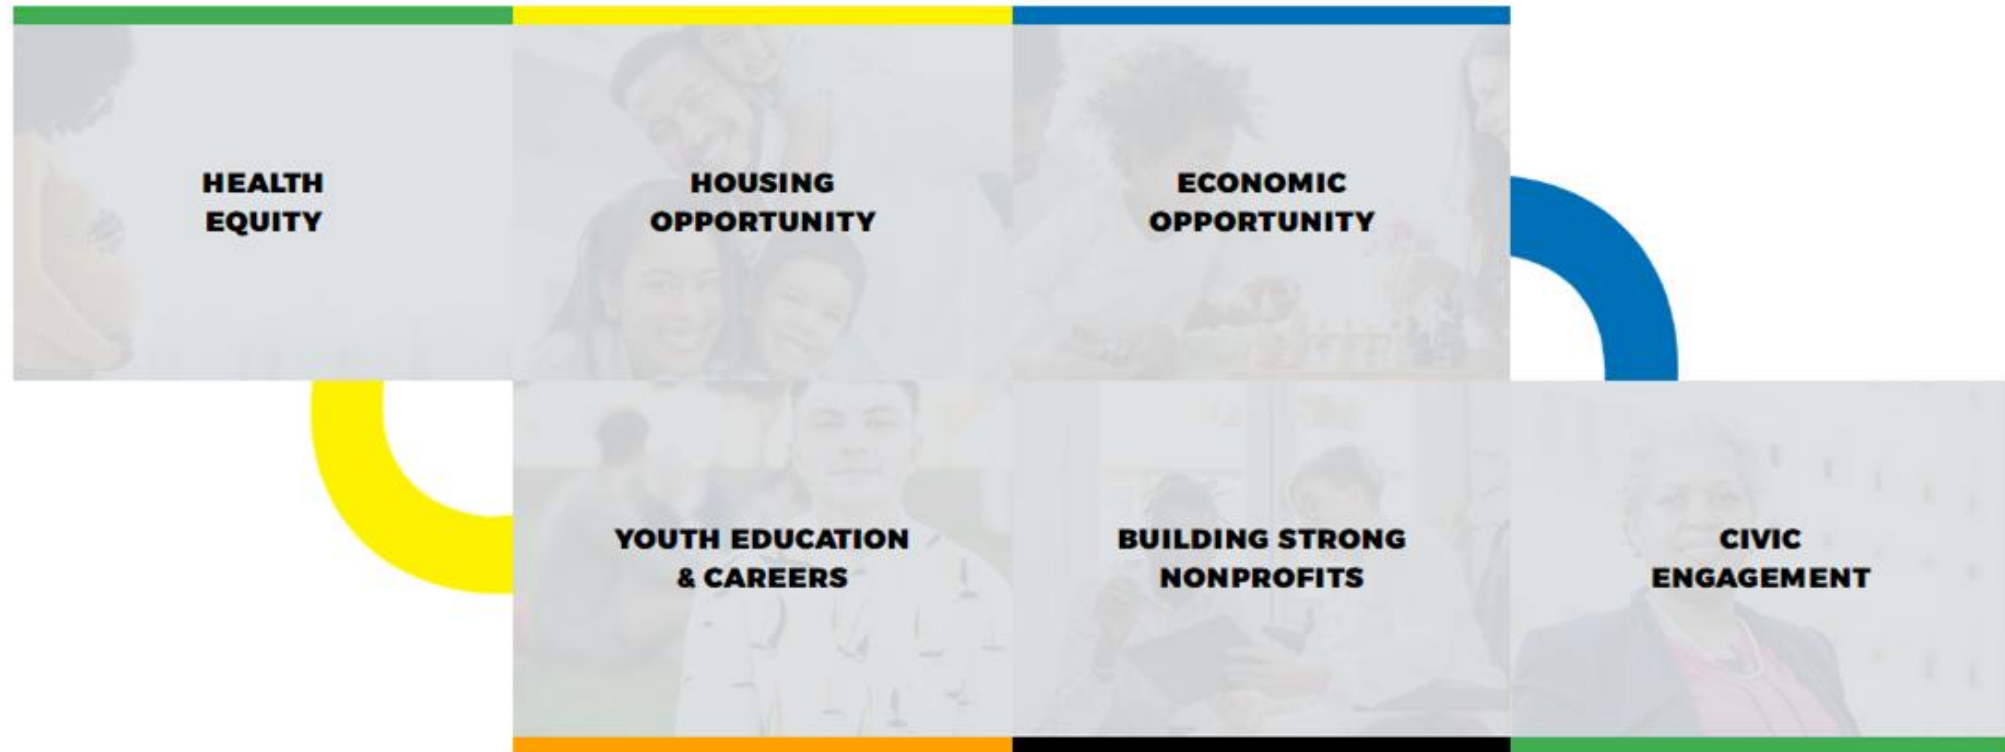 HEALTH
EQUITY
HOUSING
OPPORTUNITY
ECONOMIC
OPPORTUNITY
YOUTH EDUCATION
& CAREERS
BUILDING STRONG
NONPROFITS
CIVIC
ENGAGEMENT